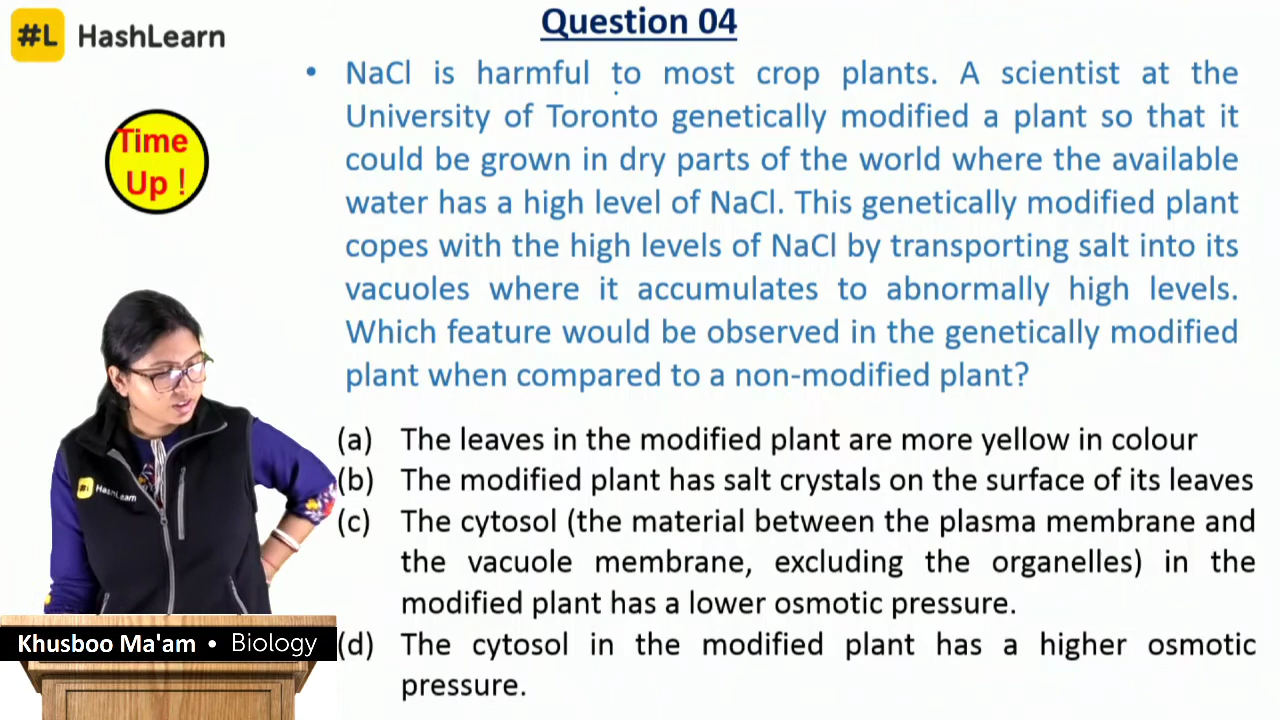 Question 04
#L HashLearn
• NaCl is harmful to most crop plants. A scientist at the
University of Toronto genetically modified a plant so that it
could be grown in dry parts of the world where the available
water has a high level of NaCl. This genetically modified plant
copes with the high levels of NaCl by transporting salt into its
vacuoles where it accumulates to abnormally high levels.
Which feature would be observed in the genetically modified
plant when compared to a non-modified plant?
Time
Up !
(a) The leaves in the modified plant are more yellow in colour
(b) The modified plant has salt crystals on the surface of its leaves
(c) The cytosol (the material between the plasma membrane and
the vacuole membrane, excluding the organelles) in the
modified plant has a lower osmotic pressure.
(d) The cytosol in the modified plant has a higher osmotic
pressure.
#L HashLearn
Khusboo Ma'am • Biology